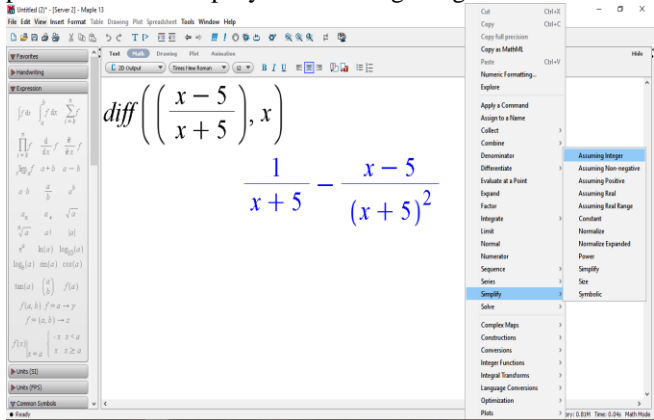 Untitled (2)* - [Server 2] - Maple 13
File Edit View Insert Format Table Drawing Plot Spreadsheet Tools Window Help
Favorites
Handwriting
Expression
Units (SI)
Units (FPS)
Common Symbols
Ready
Text Math Drawing Plot Animation
Hide
2D Output Times New Roman 12 B I U
diff((x − 5)/(x + 5)), x)
1/(x + 5) − (x − 5)/(x + 5)²
Cut Ctrl+X
Copy Ctrl+C
Copy full precision
Copy as MathML
Paste Ctrl+V
Numeric Formatting...
Explore
Apply a Command
Assign to a Name
Collect
Combine
Denominator
Differentiate
Evaluate at a Point
Expand
Factor
Integrate
Limit
Normal
Numerator
Sequence
Series
Simplify
Solve
Complex Maps
Constructions
Conversions
Integer Functions
Integral Transforms
Language Conversions
Optimization
Plots
Assuming Integer
Assuming Non-negative
Assuming Positive
Assuming Real
Assuming Real Range
Constant
Normalize
Normalize Expanded
Power
Simplify
Size
Symbolic
Time: 0.04s Math Mode